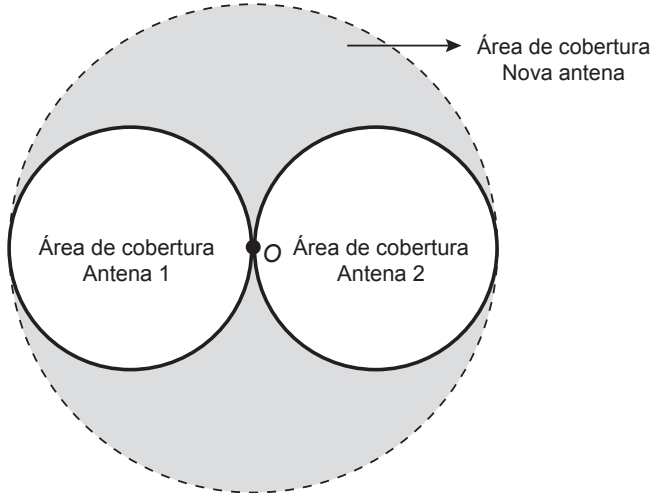 Área de cobertura
Nova antena
Área de cobertura
Antena 1
O
Área de cobertura
Antena 2